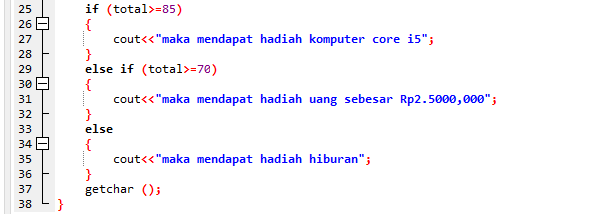 25 if (total>=85)
26 {
27 cout<<"maka mendapat hadiah komputer core i5";
28 }
29 else if (total>=70)
30 {
31 cout<<"maka mendapat hadiah uang sebesar Rp2.5000,000";
32 }
33 else
34 {
35 cout<<"maka mendapat hadiah hiburan";
36 }
37 getchar ();
38 }